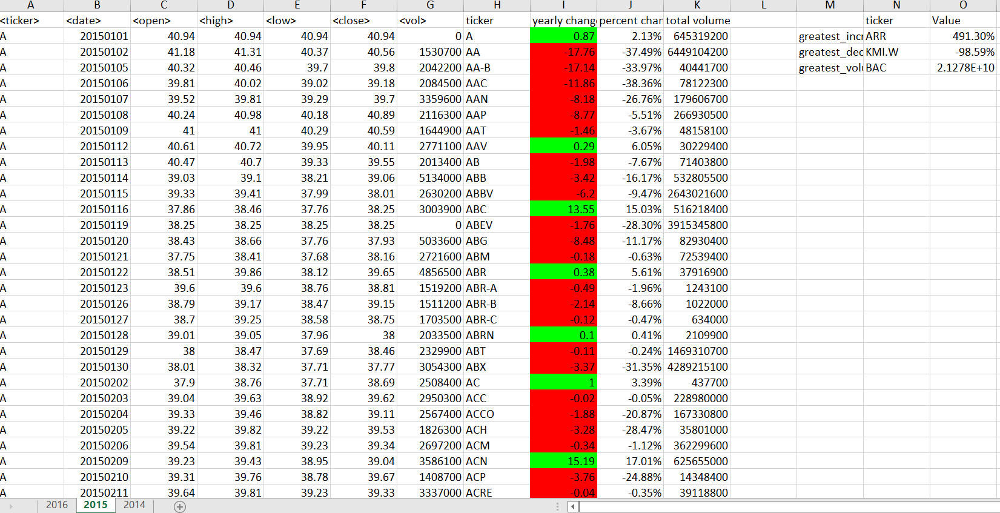 A B C D E F G H I J K L M N O
<ticker> <date> <open> <high> <low> <close> <vol> ticker yearly chang percent char total volume ticker Value
A 20150101 40.94 40.94 40.94 40.94 0 A 0.87 2.13% 645319200 greatest_incr ARR 491.30%
A 20150102 41.18 41.31 40.37 40.56 1530700 AA -17.76 -37.49% 6449104200 greatest_dec KMI.W -98.59%
A 20150105 40.32 40.46 39.7 39.8 2042200 AA-B -17.14 -33.97% 40441700 greatest_volu BAC 2.1278E+10
A 20150106 39.81 40.02 39.02 39.18 2084500 AAC -11.86 -38.36% 78122300
A 20150107 39.52 39.81 39.29 39.7 3359600 AAN -8.18 -26.76% 179606700
A 20150108 40.24 40.98 40.18 40.89 2116300 AAP -8.77 -5.51% 266930500
A 20150109 41 41 40.29 40.59 1644900 AAT -1.46 -3.67% 48158100
A 20150112 40.61 40.72 39.95 40.11 2771100 AAV 0.29 6.05% 30229400
A 20150113 40.47 40.7 39.33 39.55 2013400 AB -1.98 -7.67% 71403800
A 20150114 39.03 39.1 38.21 39.06 5134000 ABB -3.42 -16.17% 532805500
A 20150115 39.33 39.41 37.99 38.01 2630200 ABBV -6.2 -9.47% 2643021600
A 20150116 37.86 38.46 37.76 38.25 3003900 ABC 13.55 15.03% 516218400
A 20150119 38.25 38.25 38.25 38.25 0 ABEV -1.76 -28.30% 3915345800
A 20150120 38.43 38.66 37.76 37.93 5033600 ABG -8.48 -11.17% 82930400
A 20150121 37.75 38.41 37.68 38.16 2721600 ABM -0.18 -0.63% 72539400
A 20150122 38.51 39.86 38.12 39.65 4856500 ABR 0.38 5.61% 37916900
A 20150123 39.6 39.6 38.76 38.81 1519200 ABR-A -0.49 -1.96% 1243100
A 20150126 38.79 39.17 38.47 39.15 1511200 ABR-B -2.14 -8.66% 1022000
A 20150127 38.7 39.25 38.58 38.75 1703500 ABR-C -0.12 -0.47% 634000
A 20150128 39.01 39.05 37.96 38 2033500 ABRN 0.1 0.41% 2109900
A 20150129 38 38.47 37.69 38.46 2329900 ABT -0.11 -0.24% 1469310700
A 20150130 38.01 38.32 37.71 37.77 3054300 ABX -3.37 -31.35% 4289215100
A 20150202 37.9 38.76 37.71 38.69 2508400 AC 1 3.39% 437700
A 20150203 39.04 39.63 38.92 39.62 2950300 ACC -0.02 -0.05% 228980000
A 20150204 39.33 39.46 38.82 39.11 2567400 ACCO -1.88 -20.87% 167330800
A 20150205 39.22 39.82 39.22 39.53 1826300 ACH -3.28 -28.47% 35801000
A 20150206 39.54 39.81 39.23 39.34 2697200 ACM -0.34 -1.12% 362299600
A 20150209 39.23 39.43 38.95 39.04 3586100 ACN 15.19 17.01% 625655000
A 20150210 39.31 39.76 38.78 39.67 1408700 ACP -3.76 -24.88% 14348400
A 20150211 39.64 39.81 39.23 39.33 3337000 ACRE -0.04 -0.35% 39118800
2016 2015 2014